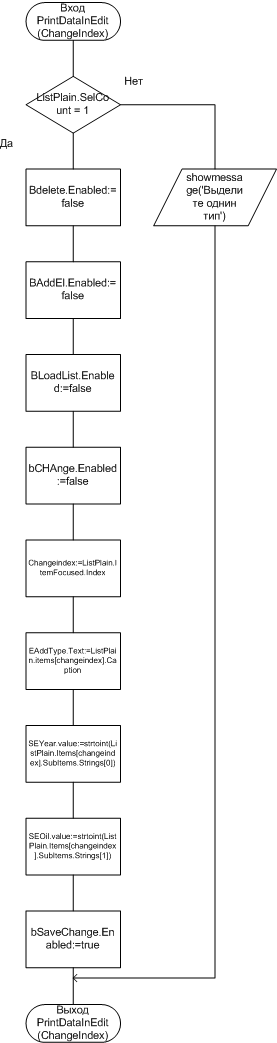 Вход
PrintDataInEdit
(ChangeIndex)
Нет
ListPlain.SelCo
unt = 1
Да
Bdelete.Enabled:=
false
showmessa
ge('Выдели
те однин
тип')
BAddEl.Enabled:=
false
BLoadList.Enable
d:=false
bCHAnge.Enabled
:=false
Changeindex:=ListPlain.I
temFocused.Index
EAddType.Text:=ListPlai
n.items[changeindex].Ca
ption
SEYear.value:=strtoint(Li
stPlain.Items[changeind
ex].SubItems.Strings[0])
SEOil.value:=strtoint(List
Plain.Items[changeindex
].SubItems.Strings[1])
bSaveChange.En
abled:=true
Выход
PrintDataInEdit
(ChangeIndex)